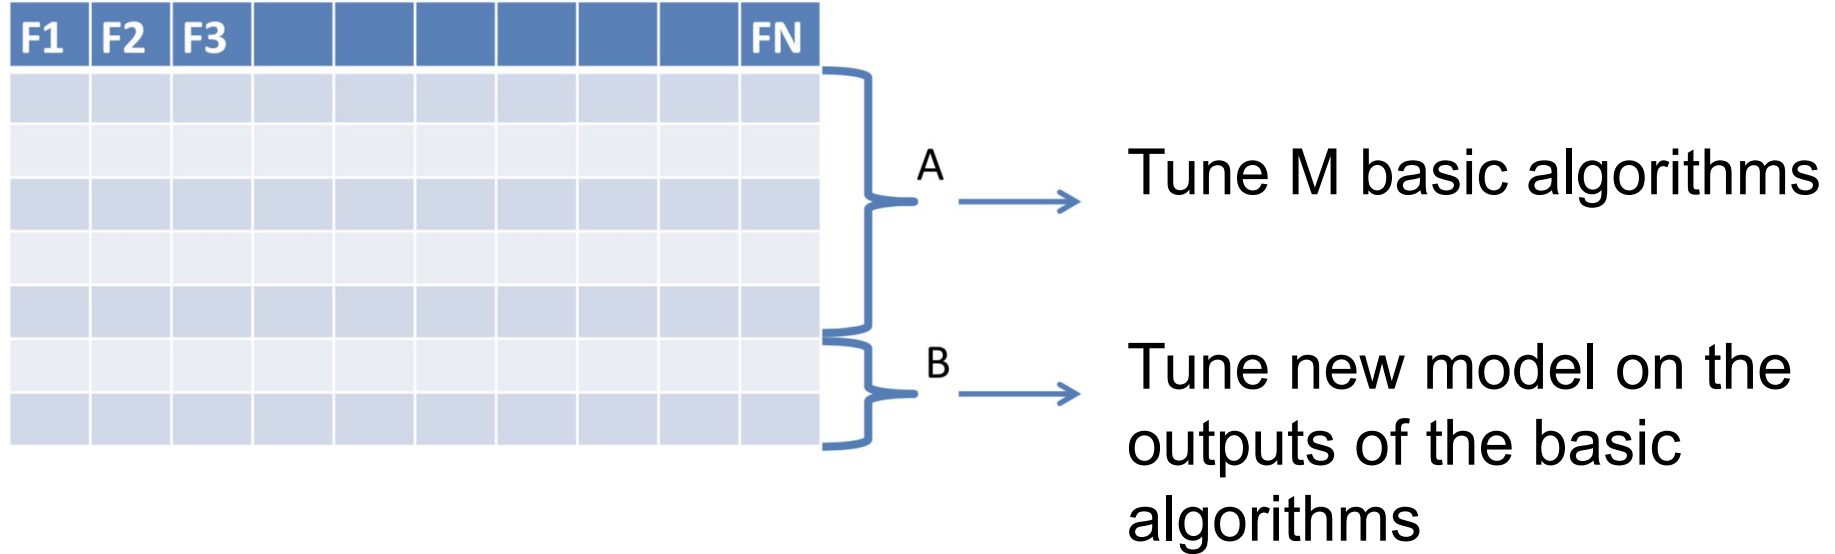 F1 F2 F3 FN
A
Tune M basic algorithms
B
Tune new model on the
outputs of the basic
algorithms